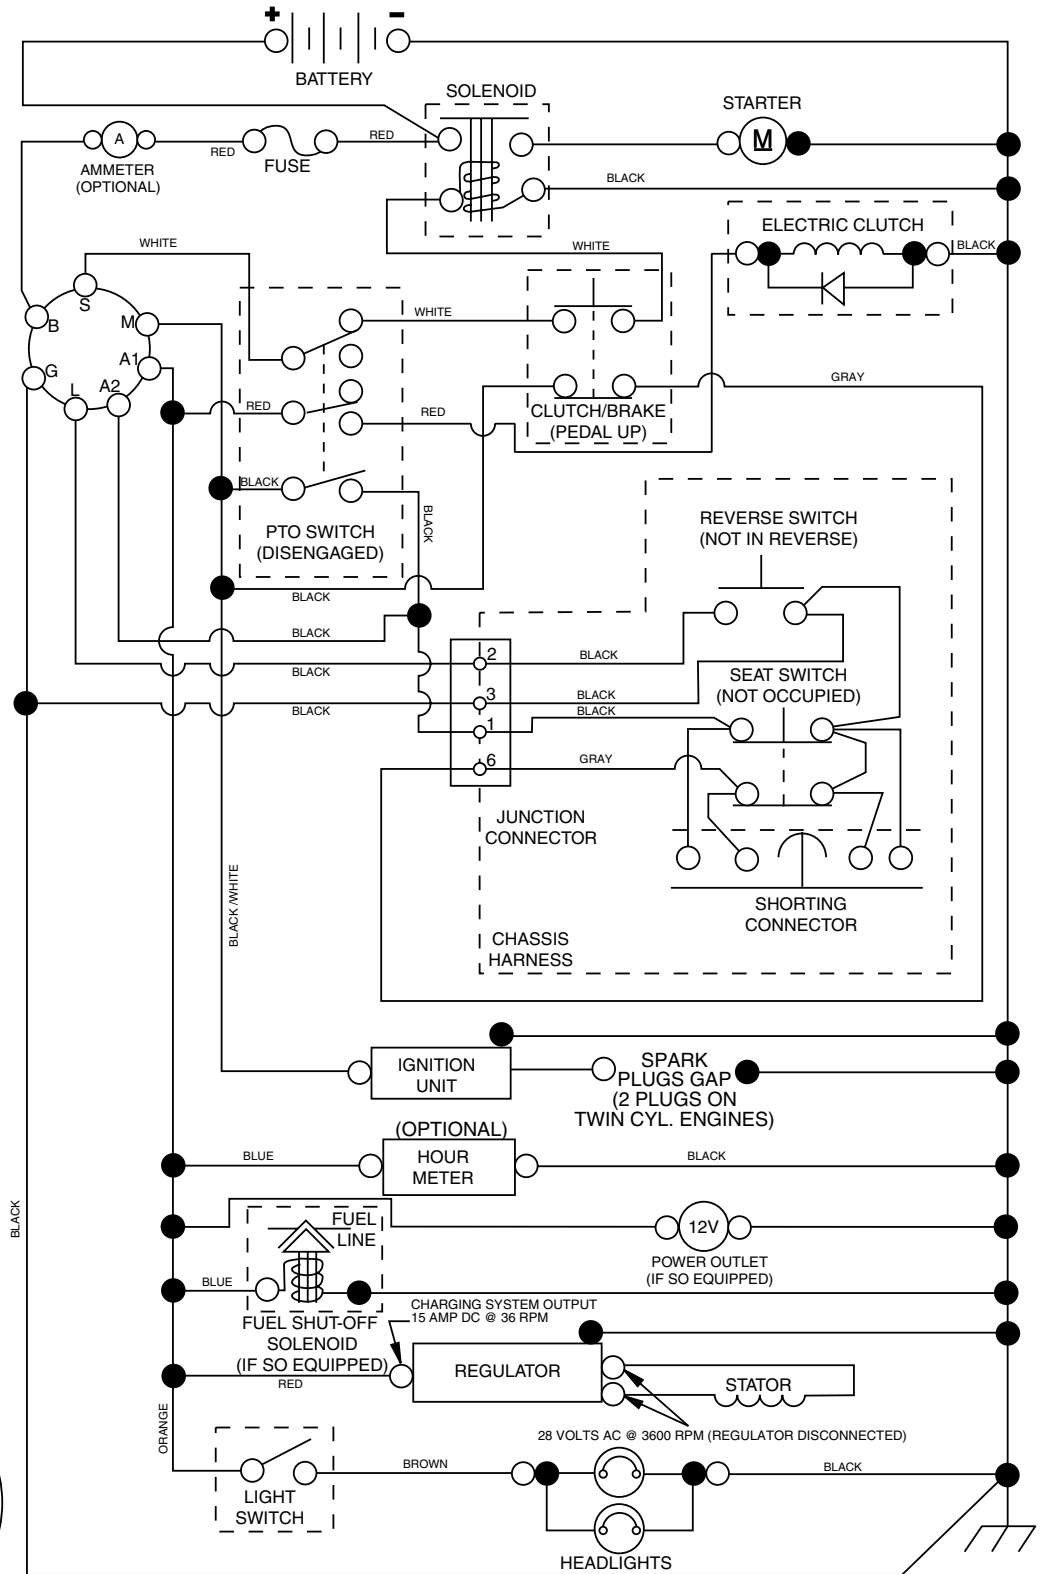 +
-
BATTERY
SOLENOID
STARTER
A
RED
FUSE
RED
M
AMMETER
(OPTIONAL)
BLACK
ELECTRIC CLUTCH
WHITE
WHITE
BLACK
S
B
M
WHITE
A1
G
A2
L
RED
RED
GRAY
CLUTCH/BRAKE
(PEDAL UP)
BLACK
BLACK
PTO SWITCH
(DISENGAGED)
REVERSE SWITCH
(NOT IN REVERSE)
BLACK
BLACK
2
BLACK
BLACK
SEAT SWITCH
(NOT OCCUPIED)
3
BLACK
BLACK
BLACK
1
6
GRAY
JUNCTION
CONNECTOR
BLACK/WHITE
SHORTING
CONNECTOR
CHASSIS
HARNESS
IGNITION
UNIT
SPARK
PLUGS GAP
(2 PLUGS ON
TWIN CYL. ENGINES)
(OPTIONAL)
HOUR
METER
BLUE
BLACK
BLACK
FUEL
LINE
12V
POWER OUTLET
(IF SO EQUIPPED)
BLUE
CHARGING SYSTEM OUTPUT
15 AMP DC @ 36 RPM
FUEL SHUT-OFF
SOLENOID
(IF SO EQUIPPED)
RED
REGULATOR
STATOR
ORANGE
28 VOLTS AC @ 3600 RPM (REGULATOR DISCONNECTED)
BROWN
BLACK
LIGHT
SWITCH
HEADLIGHTS